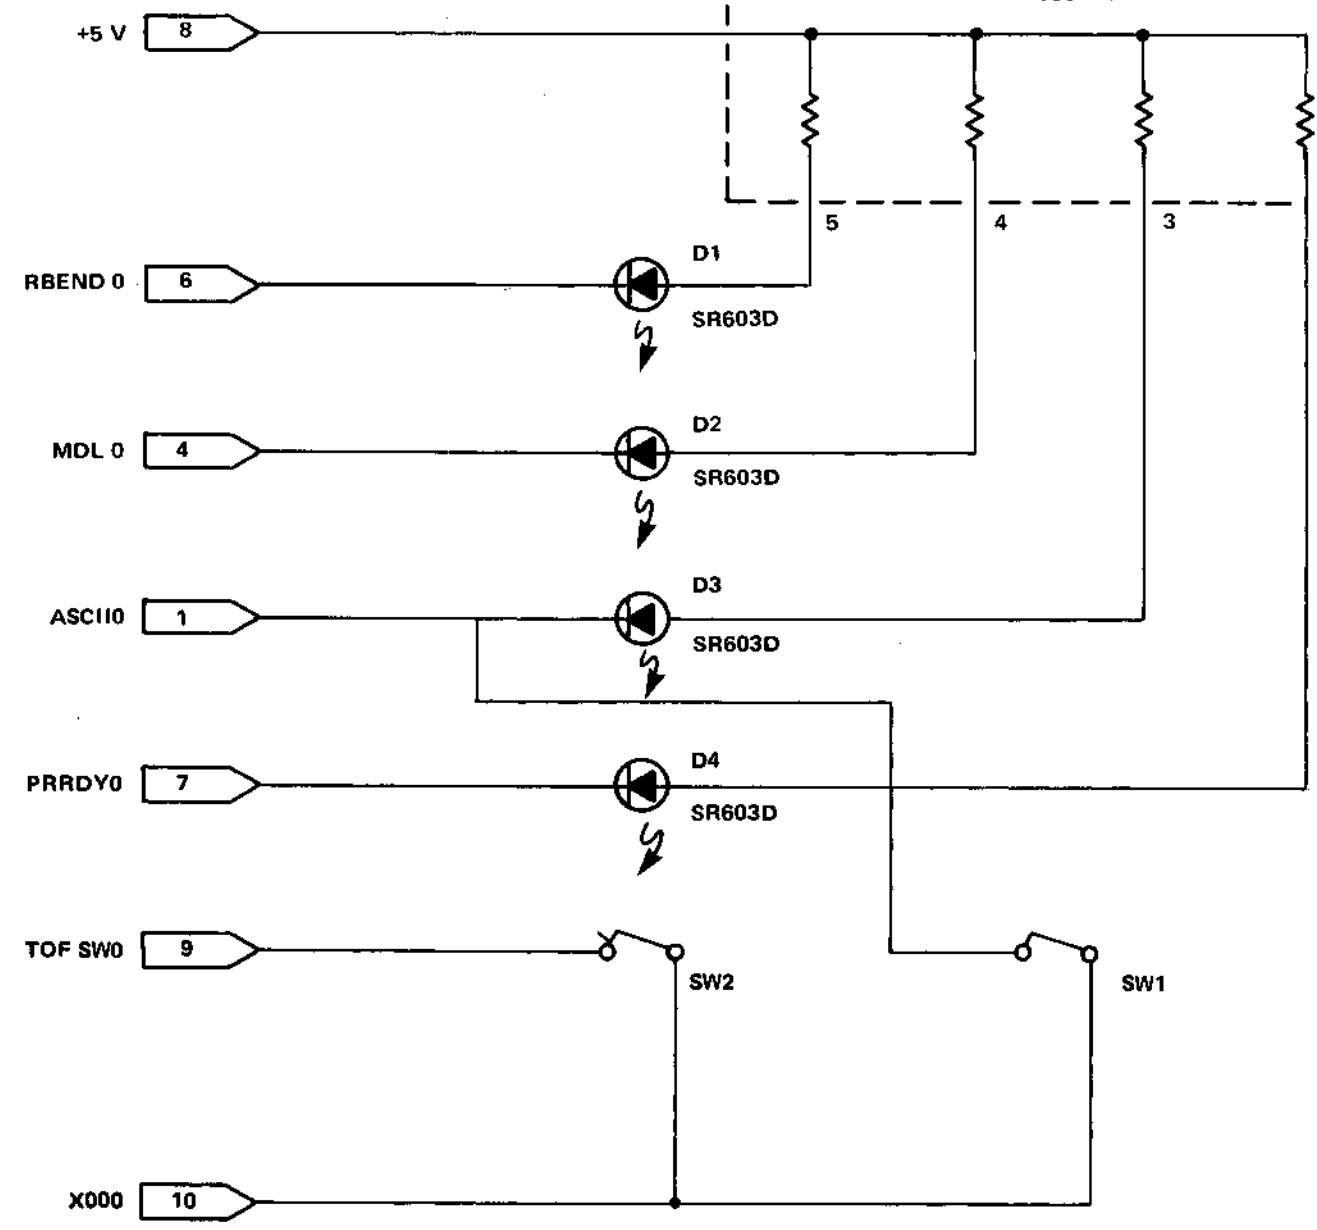 +5 V 8
5 4 3
D1
RBEND 0 6
SR603D
D2
MDL 0 4
SR603D
D3
ASCII0 1
SR603D
D4
PRRDY0 7
SR603D
TOF SW0 9
SW2 SW1
X000 10